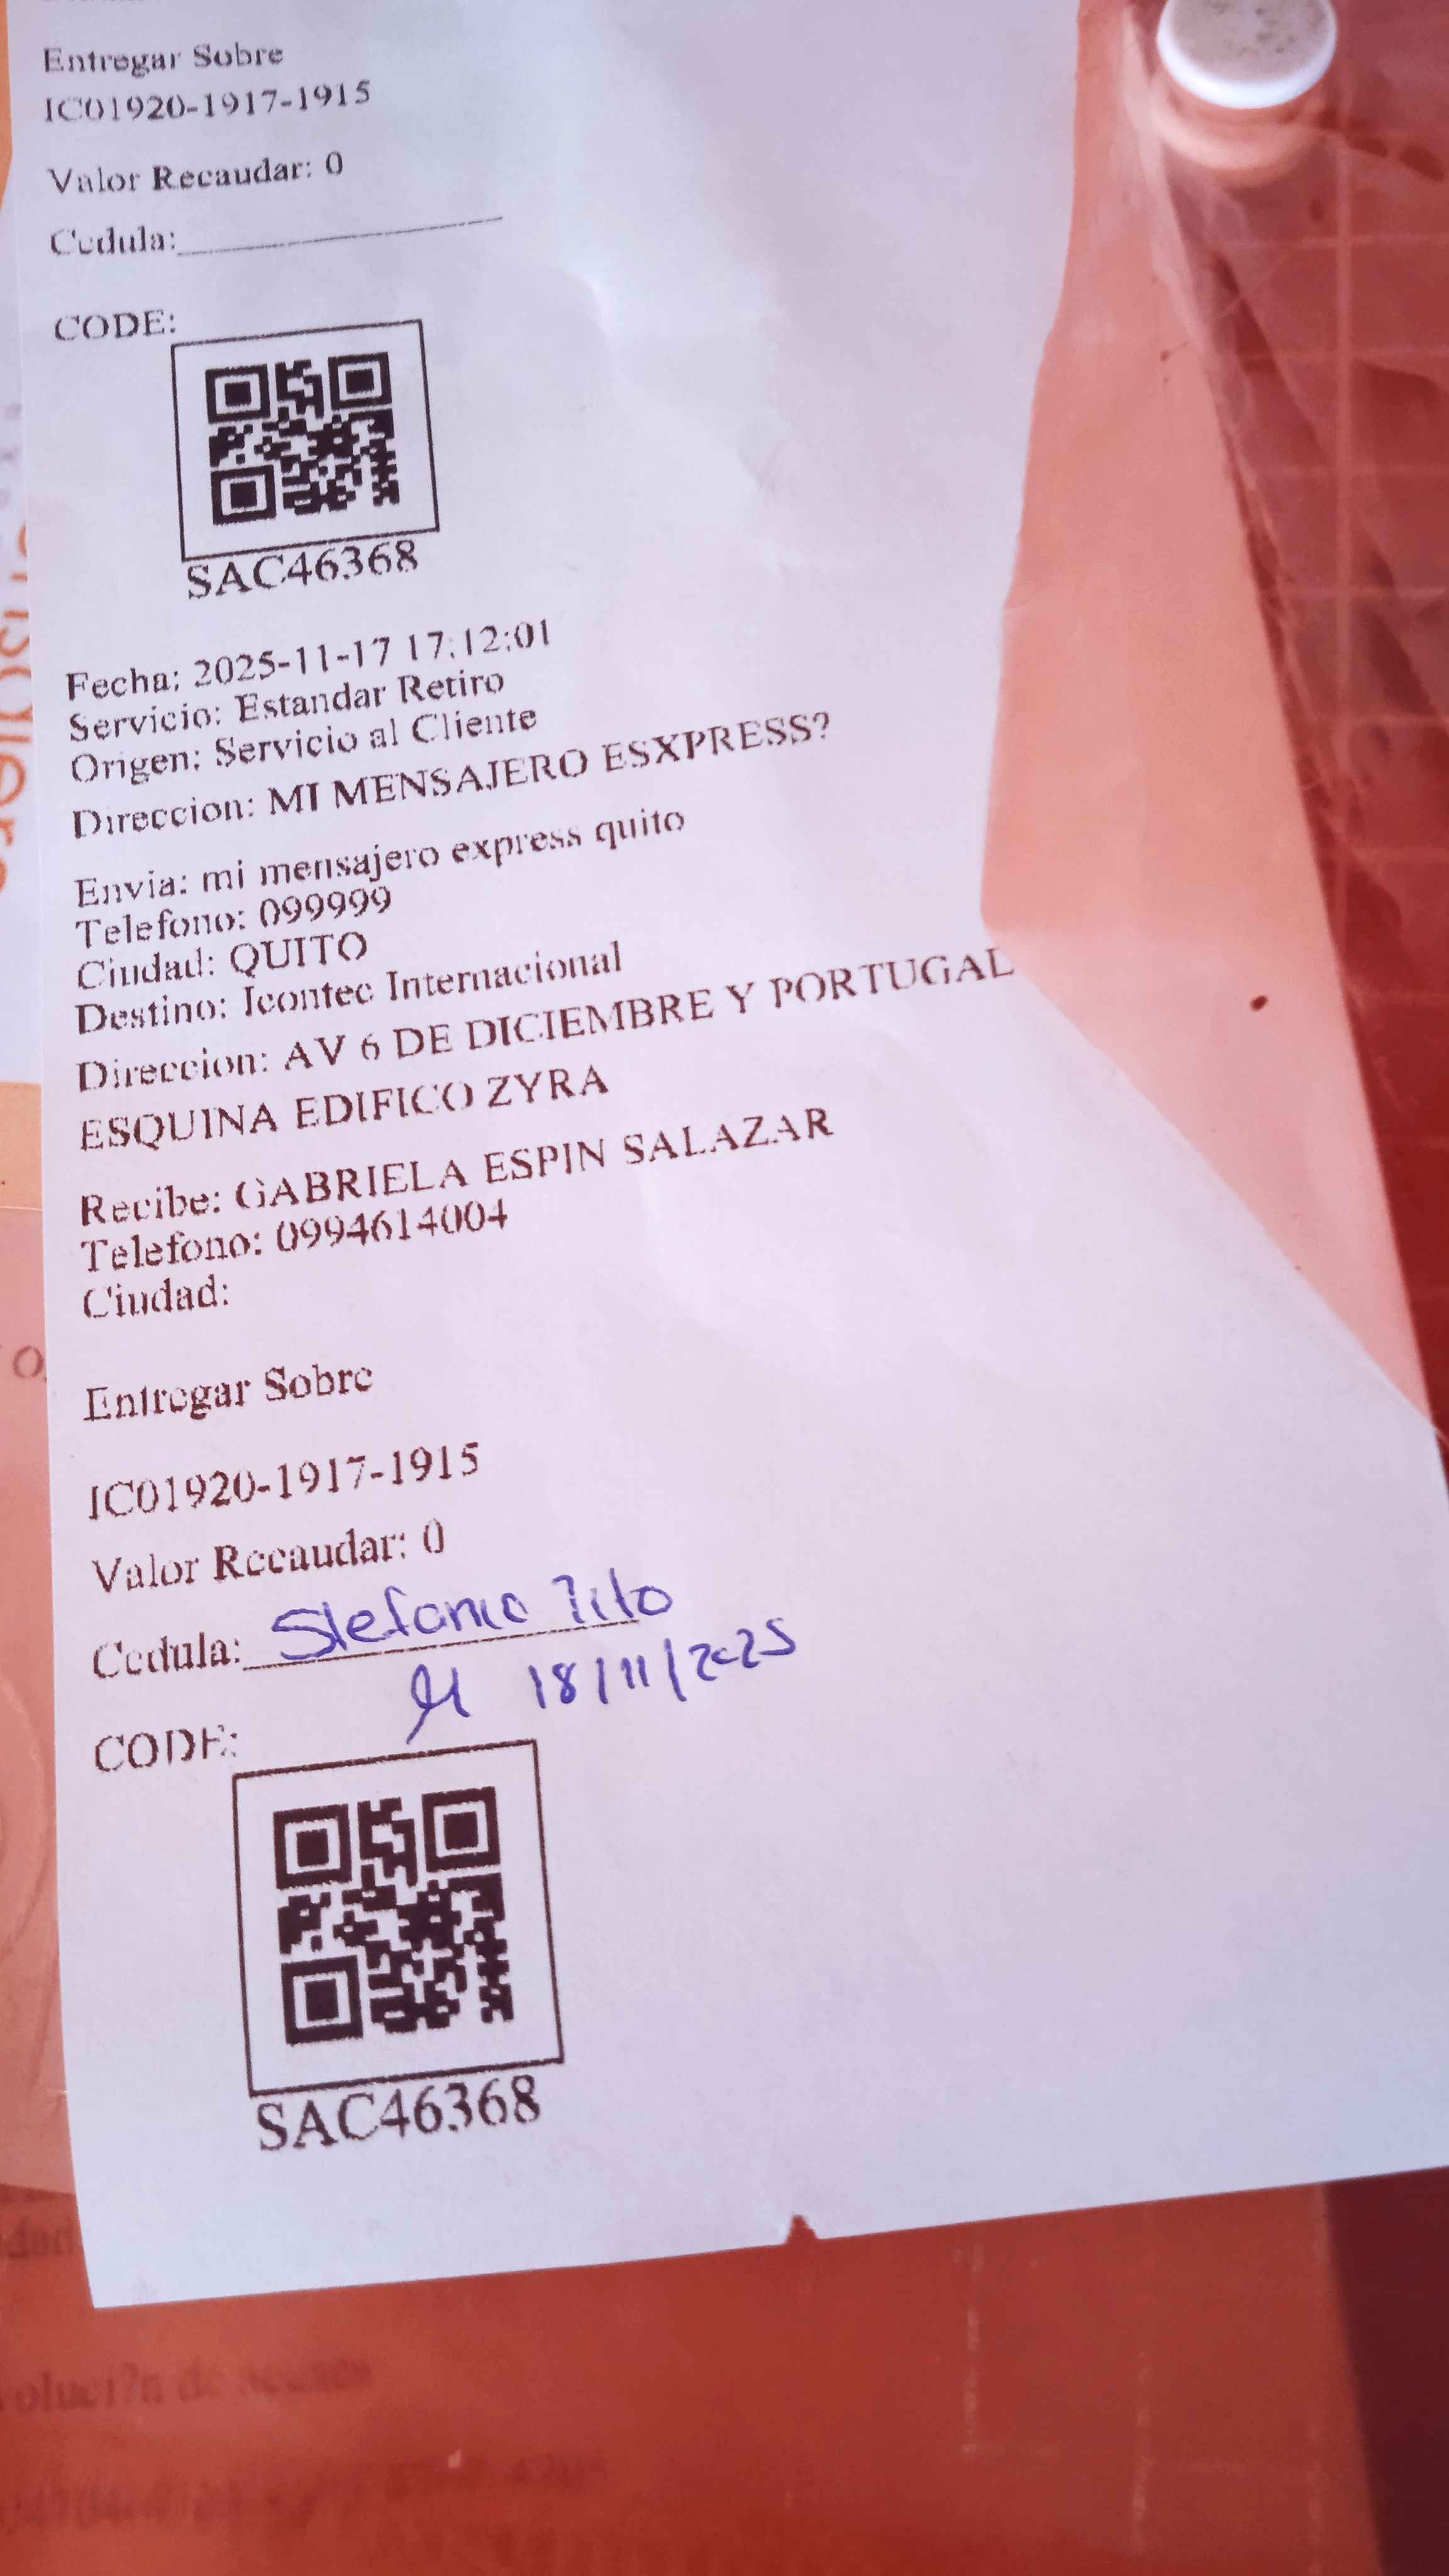 Entregar Sobre
IC01920-1917-1915
Valor Recaudar: 0
Cedula:
CODE:
SAC46368
Fecha: 2025-11-17 17:12:01
Servicio: Estandar Retiro
Origen: Servicio al Cliente
Direccion: MI MENSAJERO ESXPRESS?
Envia: mi mensajero express quito
Telefono: 099999
Ciudad: QUITO
Destino: Icontec Internacional
Direccion: AV 6 DE DICIEMBRE Y PORTUGAL
ESQUINA EDIFICO ZYRA
Recibe: GABRIELA ESPIN SALAZAR
Telefono: 0994614004
Ciudad:
Entregar Sobre
IC01920-1917-1915
Valor Recaudar: 0
Cedula: Stefania Tito
18/11/2025
CODE:
SAC46368